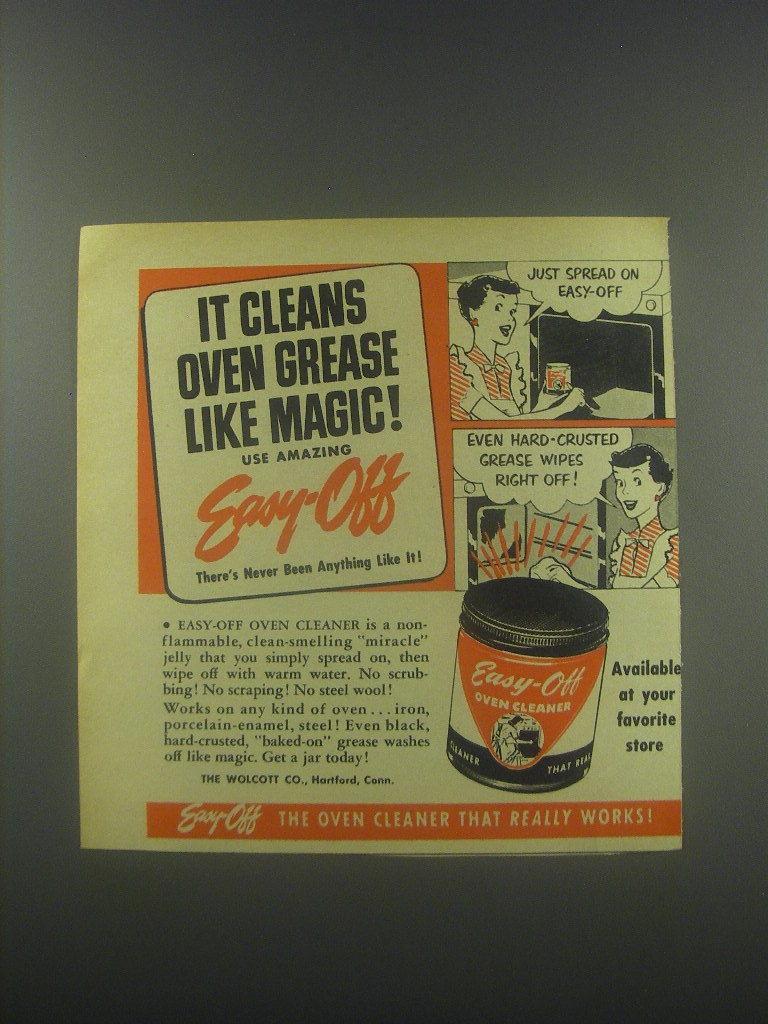 IT CLEANS
OVEN GREASE
LIKE MAGIC!
USE AMAZING
Easy-Off
There's Never Been Anything Like It!
JUST SPREAD ON
EASY-OFF
EVEN HARD-CRUSTED
GREASE WIPES
RIGHT OFF!
• EASY-OFF OVEN CLEANER is a non-
flammable, clean-smelling "miracle"
jelly that you simply spread on, then
wipe off with warm water. No scrub-
bing! No scraping! No steel wool!
Works on any kind of oven . . . iron,
porcelain-enamel, steel! Even black,
hard-crusted, "baked-on" grease washes
off like magic. Get a jar today!
THE WOLCOTT CO., Hartford, Conn.
Easy-Off
OVEN CLEANER
CLEANER THAT REAL
Available
at your
favorite
store
Easy-Off THE OVEN CLEANER THAT REALLY WORKS!